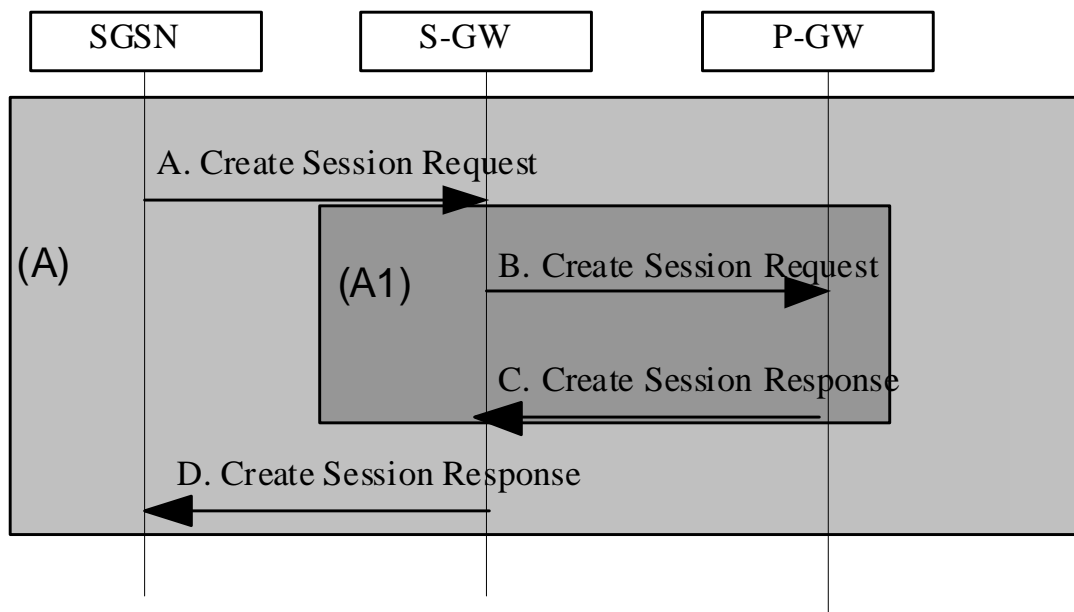 SGSN
S-GW
P-GW
A. Create Session Request
(A)
(A1)
B. Create Session Request
C. Create Session Response
D. Create Session Response